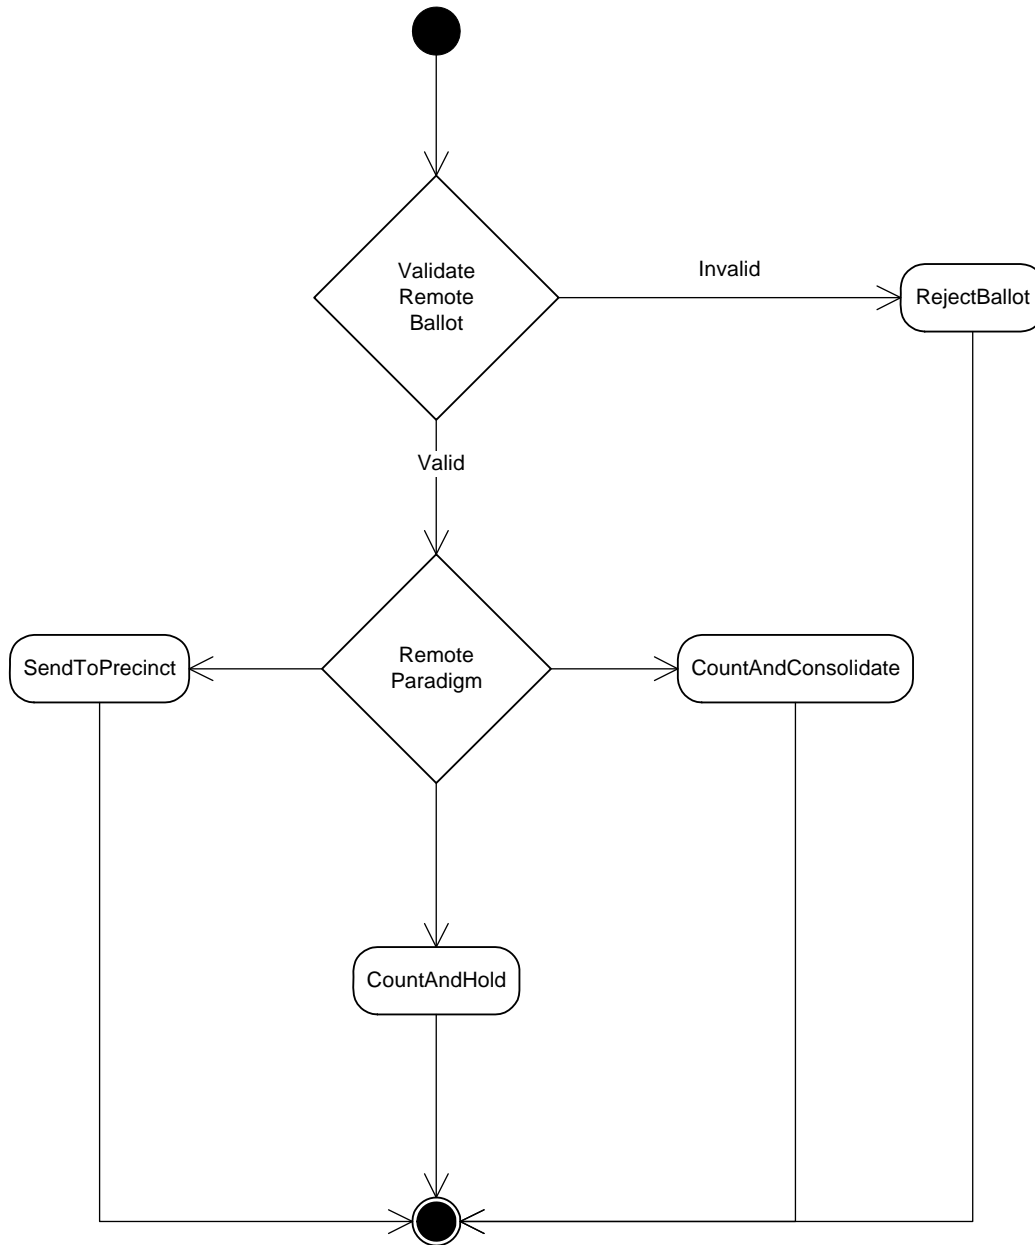 Validate
Remote
Ballot
Invalid
RejectBallot
Valid
SendToPrecinct
Remote
Paradigm
CountAndConsolidate
CountAndHold